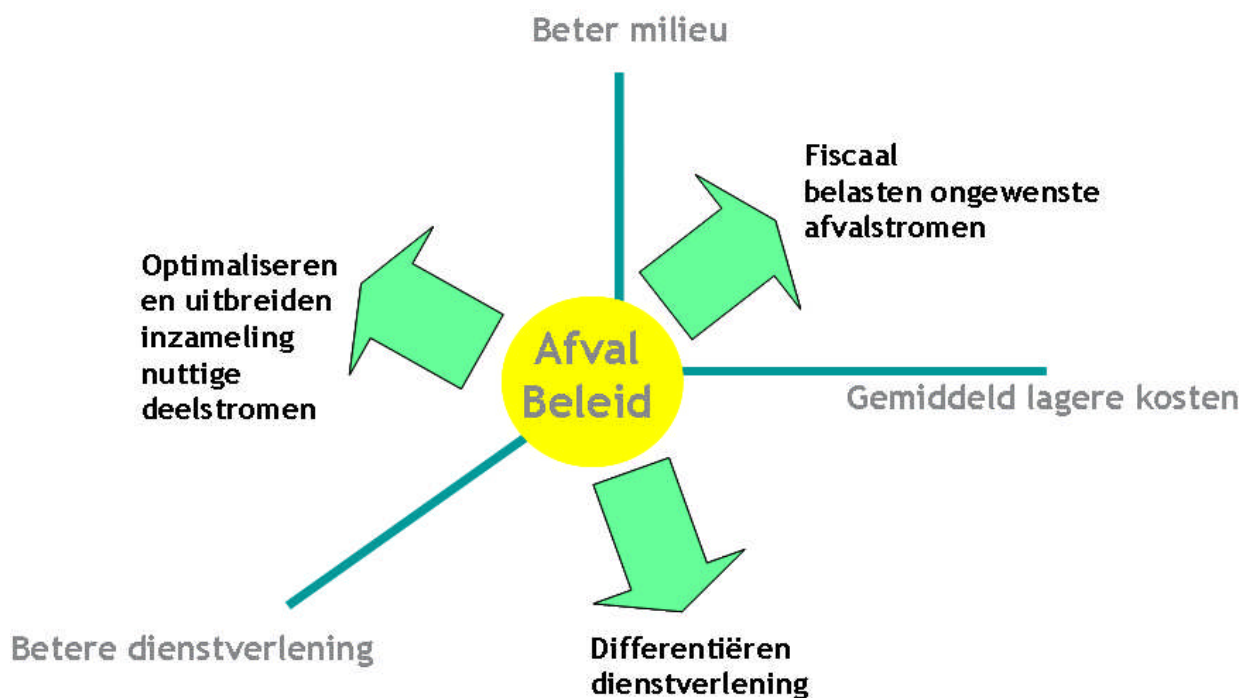 Beter milieu
Fiscaal
belasten ongewenste
afvalstromen
Optimaliseren
en uitbreiden
inzameling
nuttige
deelstromen
Afval
Beleid
Gemiddeld lagere kosten
Betere dienstverlening
Differentiëren
dienstverlening